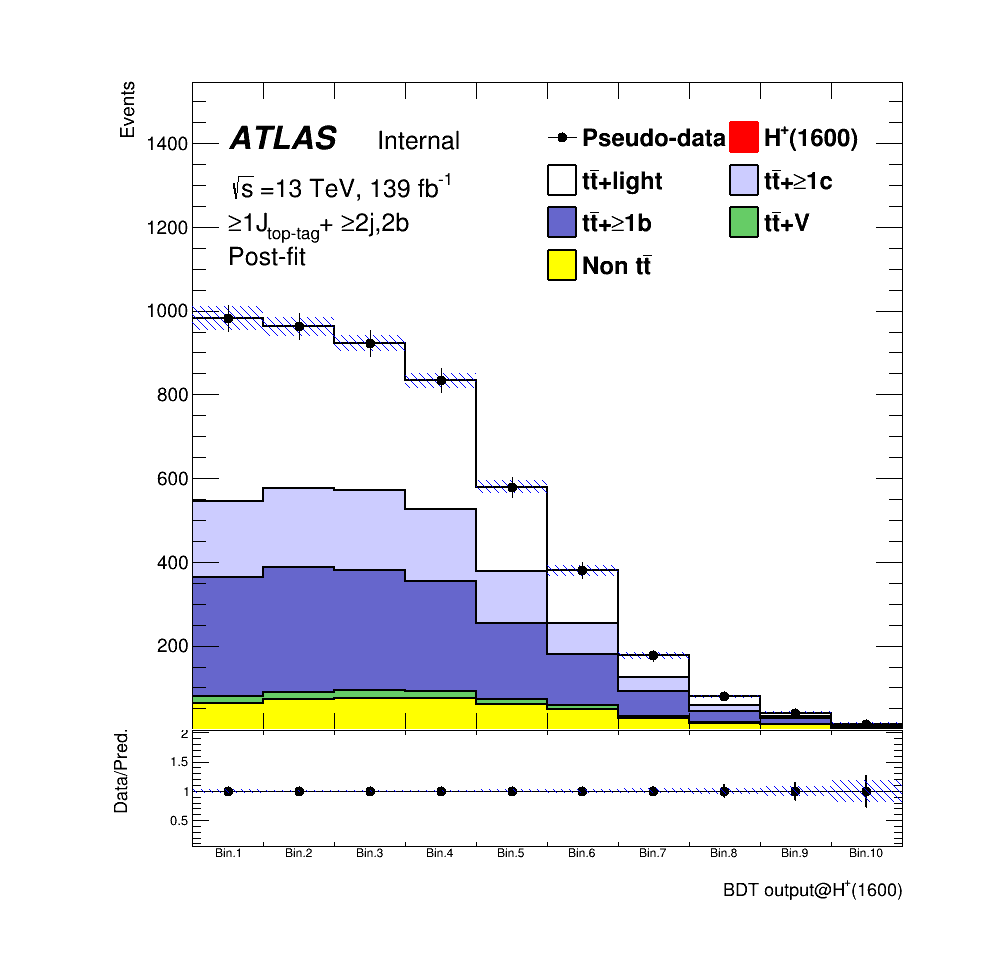 Events
1400
1200
1000
800
600
400
200
ATLAS Internal
√s =13 TeV, 139 fb⁻¹
≥1J_top-tag+ ≥2j,2b
Post-fit
Pseudo-data
H⁺(1600)
tt̄+light
tt̄+≥1c
tt̄+≥1b
tt̄+V
Non tt̄
Data/Pred.
2
1.5
1
0.5
Bin.1 Bin.2 Bin.3 Bin.4 Bin.5 Bin.6 Bin.7 Bin.8 Bin.9 Bin.10
BDT output@H⁺(1600)